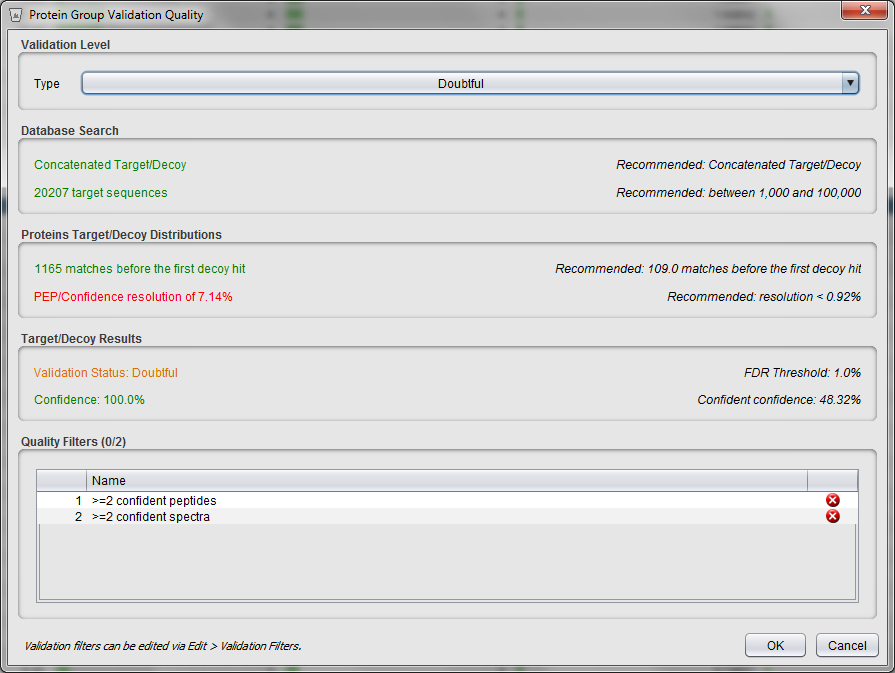 Protein Group Validation Quality
Validation Level
Type Doubtful
Database Search
Concatenated Target/Decoy Recommended: Concatenated Target/Decoy
20207 target sequences Recommended: between 1,000 and 100,000
Proteins Target/Decoy Distributions
1165 matches before the first decoy hit Recommended: 109.0 matches before the first decoy hit
PEP/Confidence resolution of 7.14% Recommended: resolution < 0.92%
Target/Decoy Results
Validation Status: Doubtful FDR Threshold: 1.0%
Confidence: 100.0% Confident confidence: 48.32%
Quality Filters (0/2)
Name
1 >=2 confident peptides
2 >=2 confident spectra
Validation filters can be edited via Edit > Validation Filters. OK Cancel